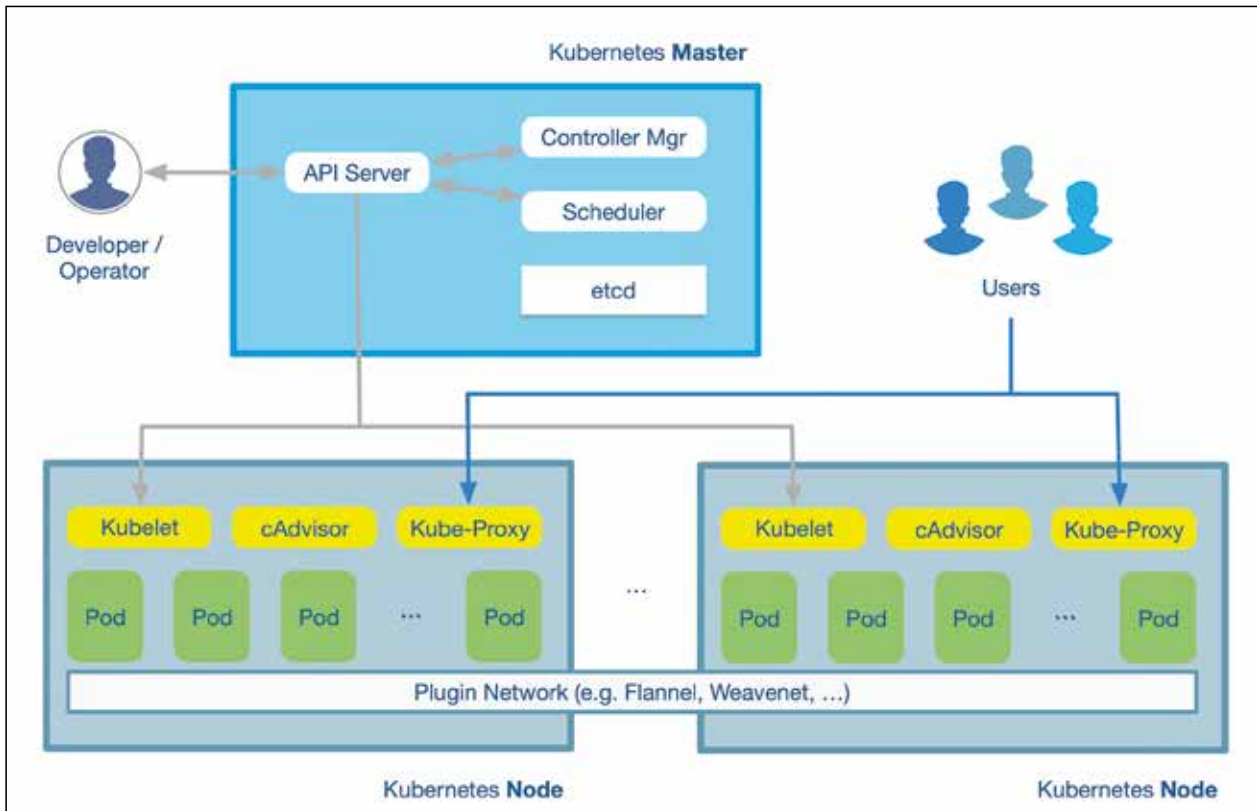 Kubernetes Master
API Server
Controller Mgr
Scheduler
etcd
Developer /
Operator
Users
Kubelet
cAdvisor
Kube-Proxy
Pod
Pod
Pod
...
Pod
...
Kubelet
cAdvisor
Kube-Proxy
Pod
Pod
Pod
...
Pod
Plugin Network (e.g. Flannel, Weavenet, ...)
Kubernetes Node
Kubernetes Node